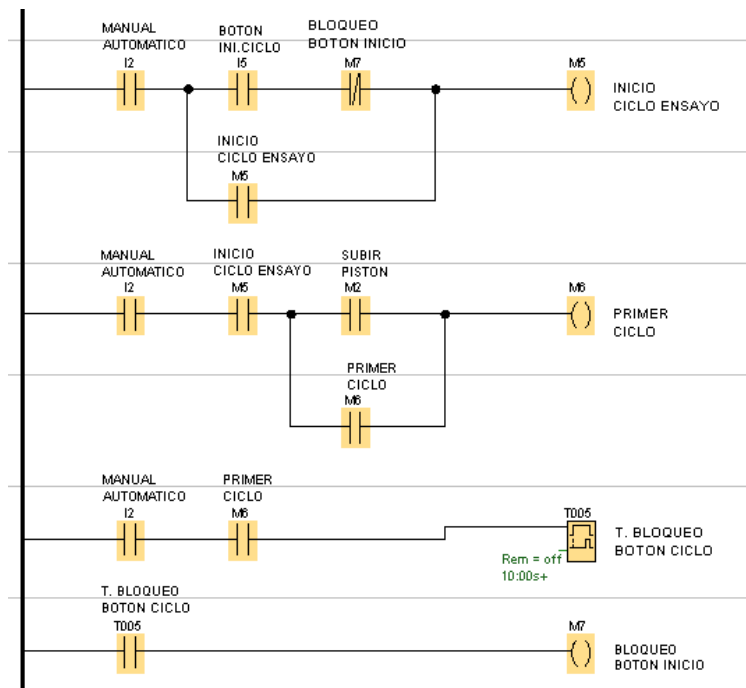 MANUAL
AUTOMATICO
I2
BOTON
INI.CICLO
I5
BLOQUEO
BOTON INICIO
M7
M5
INICIO
CICLO ENSAYO
INICIO
CICLO ENSAYO
M5
MANUAL
AUTOMATICO
I2
INICIO
CICLO ENSAYO
M5
SUBIR
PISTON
M2
M6
PRIMER
CICLO
PRIMER
CICLO
M6
MANUAL
AUTOMATICO
I2
PRIMER
CICLO
M6
T005
T. BLOQUEO
BOTON CICLO
Rem = off
10:00s+
T. BLOQUEO
BOTON CICLO
T005
M7
BLOQUEO
BOTON INICIO